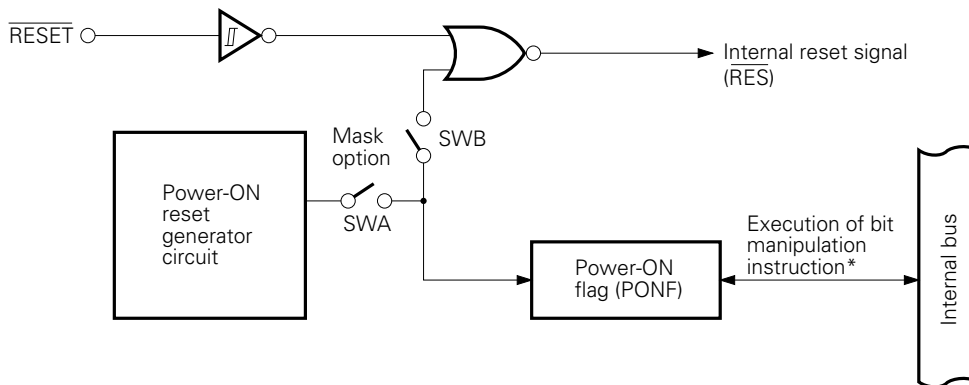 RESET
Internal reset signal
(RES)
Mask
option
SWB
Power-ON
reset
generator
circuit
SWA
Power-ON
flag (PONF)
Execution of bit
manipulation
instruction*
Internal bus